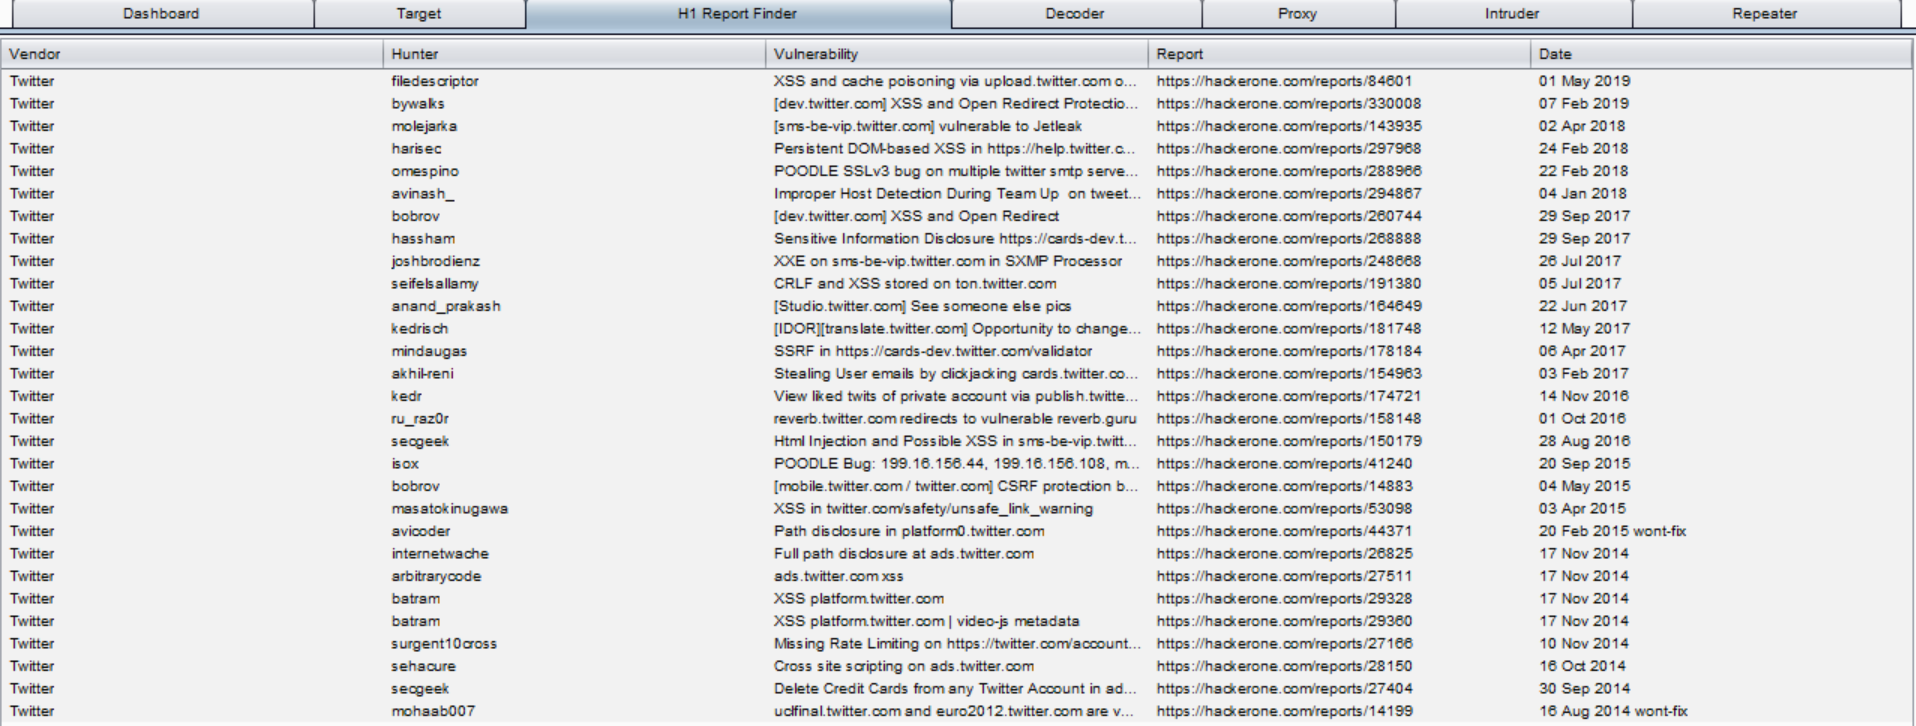 Dashboard Target H1 Report Finder Decoder Proxy Intruder Repeater
Vendor Hunter Vulnerability Report Date
Twitter filedescriptor XSS and cache poisoning via upload.twitter.com o... https://hackerone.com/reports/84601 01 May 2019
Twitter bywalks [dev.twitter.com] XSS and Open Redirect Protectio... https://hackerone.com/reports/330008 07 Feb 2019
Twitter molejarka [sms-be-vip.twitter.com] vulnerable to Jetleak https://hackerone.com/reports/143935 02 Apr 2018
Twitter harisec Persistent DOM-based XSS in https://help.twitter.c... https://hackerone.com/reports/297968 24 Feb 2018
Twitter omespino POODLE SSLv3 bug on multiple twitter smtp serve... https://hackerone.com/reports/288966 22 Feb 2018
Twitter avinash_ Improper Host Detection During Team Up  on tweet... https://hackerone.com/reports/294867 04 Jan 2018
Twitter bobrov [dev.twitter.com] XSS and Open Redirect https://hackerone.com/reports/260744 29 Sep 2017
Twitter hassham Sensitive Information Disclosure https://cards-dev.t... https://hackerone.com/reports/268888 29 Sep 2017
Twitter joshbrodienz XXE on sms-be-vip.twitter.com in SXMP Processor https://hackerone.com/reports/248668 26 Jul 2017
Twitter seifelsallamy CRLF and XSS stored on ton.twitter.com https://hackerone.com/reports/191380 05 Jul 2017
Twitter anand_prakash [Studio.twitter.com] See someone else pics https://hackerone.com/reports/164649 22 Jun 2017
Twitter kedrisch [IDOR][translate.twitter.com] Opportunity to change... https://hackerone.com/reports/181748 12 May 2017
Twitter mindaugas SSRF in https://cards-dev.twitter.com/validator https://hackerone.com/reports/178184 06 Apr 2017
Twitter akhil-reni Stealing User emails by clickjacking cards.twitter.co... https://hackerone.com/reports/154963 03 Feb 2017
Twitter kedr View liked twits of private account via publish.twitte... https://hackerone.com/reports/174721 14 Nov 2016
Twitter ru_raz0r reverb.twitter.com redirects to vulnerable reverb.guru https://hackerone.com/reports/158148 01 Oct 2016
Twitter secgeek Html Injection and Possible XSS in sms-be-vip.twitt... https://hackerone.com/reports/150179 28 Aug 2016
Twitter isox POODLE Bug: 199.16.156.44, 199.16.156.108, m... https://hackerone.com/reports/41240 20 Sep 2015
Twitter bobrov [mobile.twitter.com / twitter.com] CSRF protection b... https://hackerone.com/reports/14883 04 May 2015
Twitter masatokinugawa XSS in twitter.com/safety/unsafe_link_warning https://hackerone.com/reports/53098 03 Apr 2015
Twitter avicoder Path disclosure in platform0.twitter.com https://hackerone.com/reports/44371 20 Feb 2015 wont-fix
Twitter internetwache Full path disclosure at ads.twitter.com https://hackerone.com/reports/26825 17 Nov 2014
Twitter arbitrarycode ads.twitter.com xss https://hackerone.com/reports/27511 17 Nov 2014
Twitter batram XSS platform.twitter.com https://hackerone.com/reports/29328 17 Nov 2014
Twitter batram XSS platform.twitter.com | video-js metadata https://hackerone.com/reports/29360 17 Nov 2014
Twitter surgent10cross Missing Rate Limiting on https://twitter.com/account... https://hackerone.com/reports/27166 10 Nov 2014
Twitter sehacure Cross site scripting on ads.twitter.com https://hackerone.com/reports/28150 16 Oct 2014
Twitter secgeek Delete Credit Cards from any Twitter Account in ad... https://hackerone.com/reports/27404 30 Sep 2014
Twitter mohaab007 uclfinal.twitter.com and euro2012.twitter.com are v... https://hackerone.com/reports/14199 16 Aug 2014 wont-fix